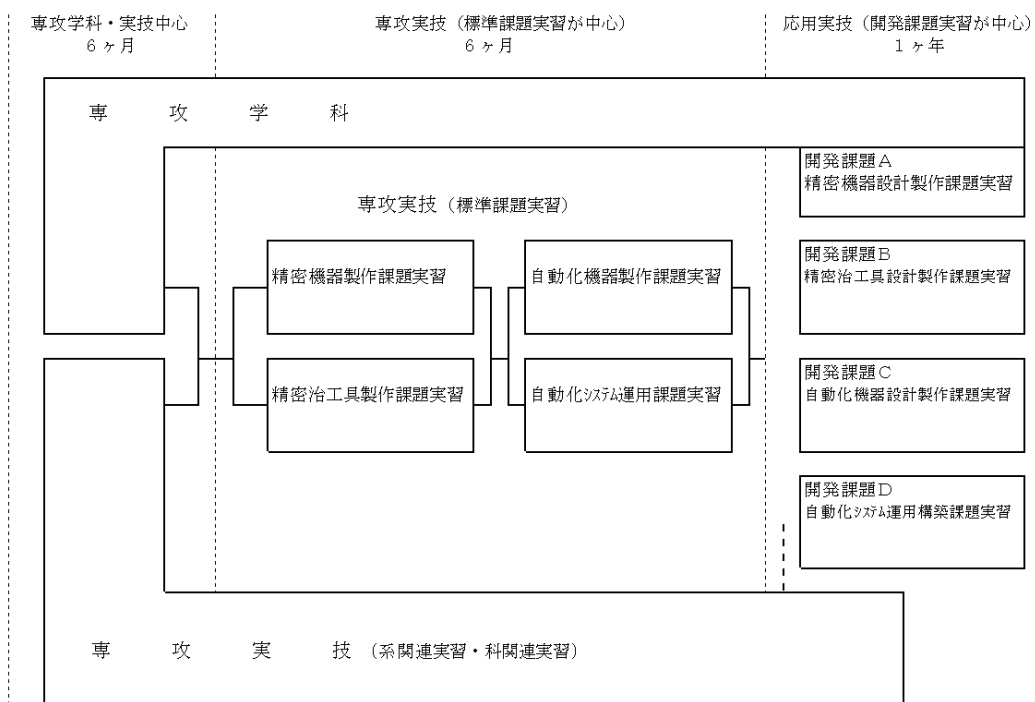 専攻学科・実技中心
6ヶ月
専攻実技（標準課題実習が中心）
6ヶ月
応用実技（開発課題実習が中心）
1ヶ年
専攻学科
専攻実技（標準課題実習）
精密機器製作課題実習
自動化機器製作課題実習
精密治工具製作課題実習
自動化ｼｽﾃﾑ運用課題実習
開発課題A
精密機器設計製作課題実習
開発課題B
精密治工具設計製作課題実習
開発課題C
自動化機器設計製作課題実習
開発課題D
自動化ｼｽﾃﾑ運用構築課題実習
専攻実技（系関連実習・科関連実習）